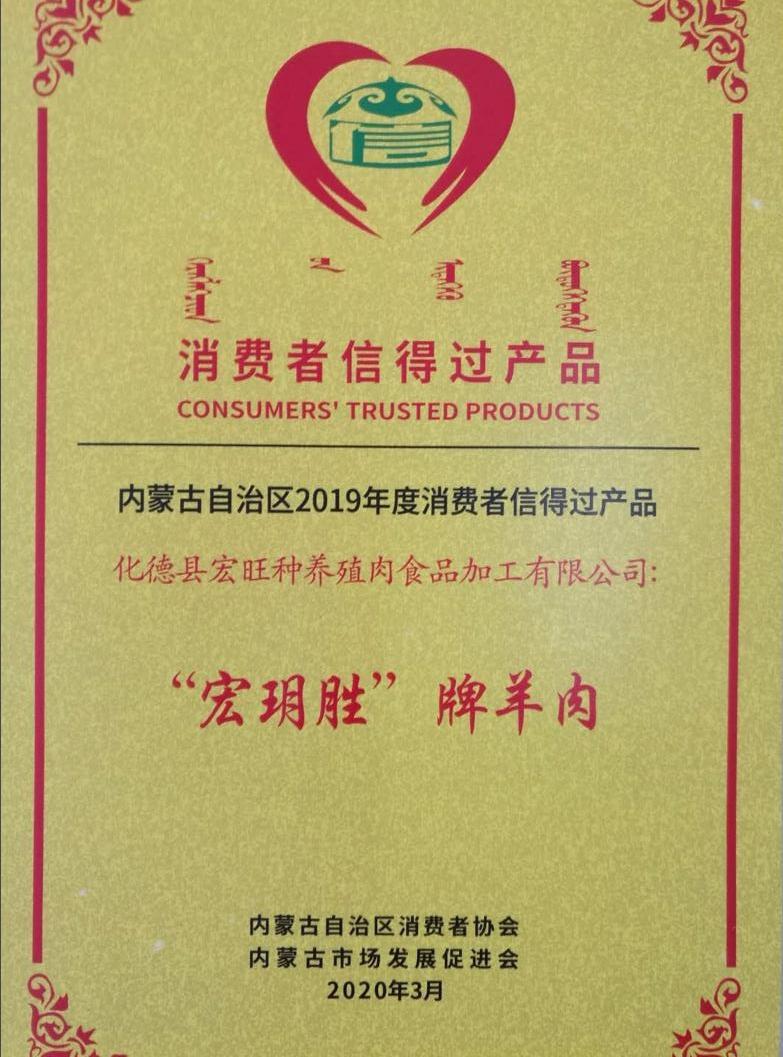 消费者信得过产品
CONSUMERS' TRUSTED PRODUCTS
内蒙古自治区2019年度消费者信得过产品
化德县宏旺种养殖肉食品加工有限公司:
“宏玥胜”牌羊肉
内蒙古自治区消费者协会
内蒙古市场发展促进会
2020年3月